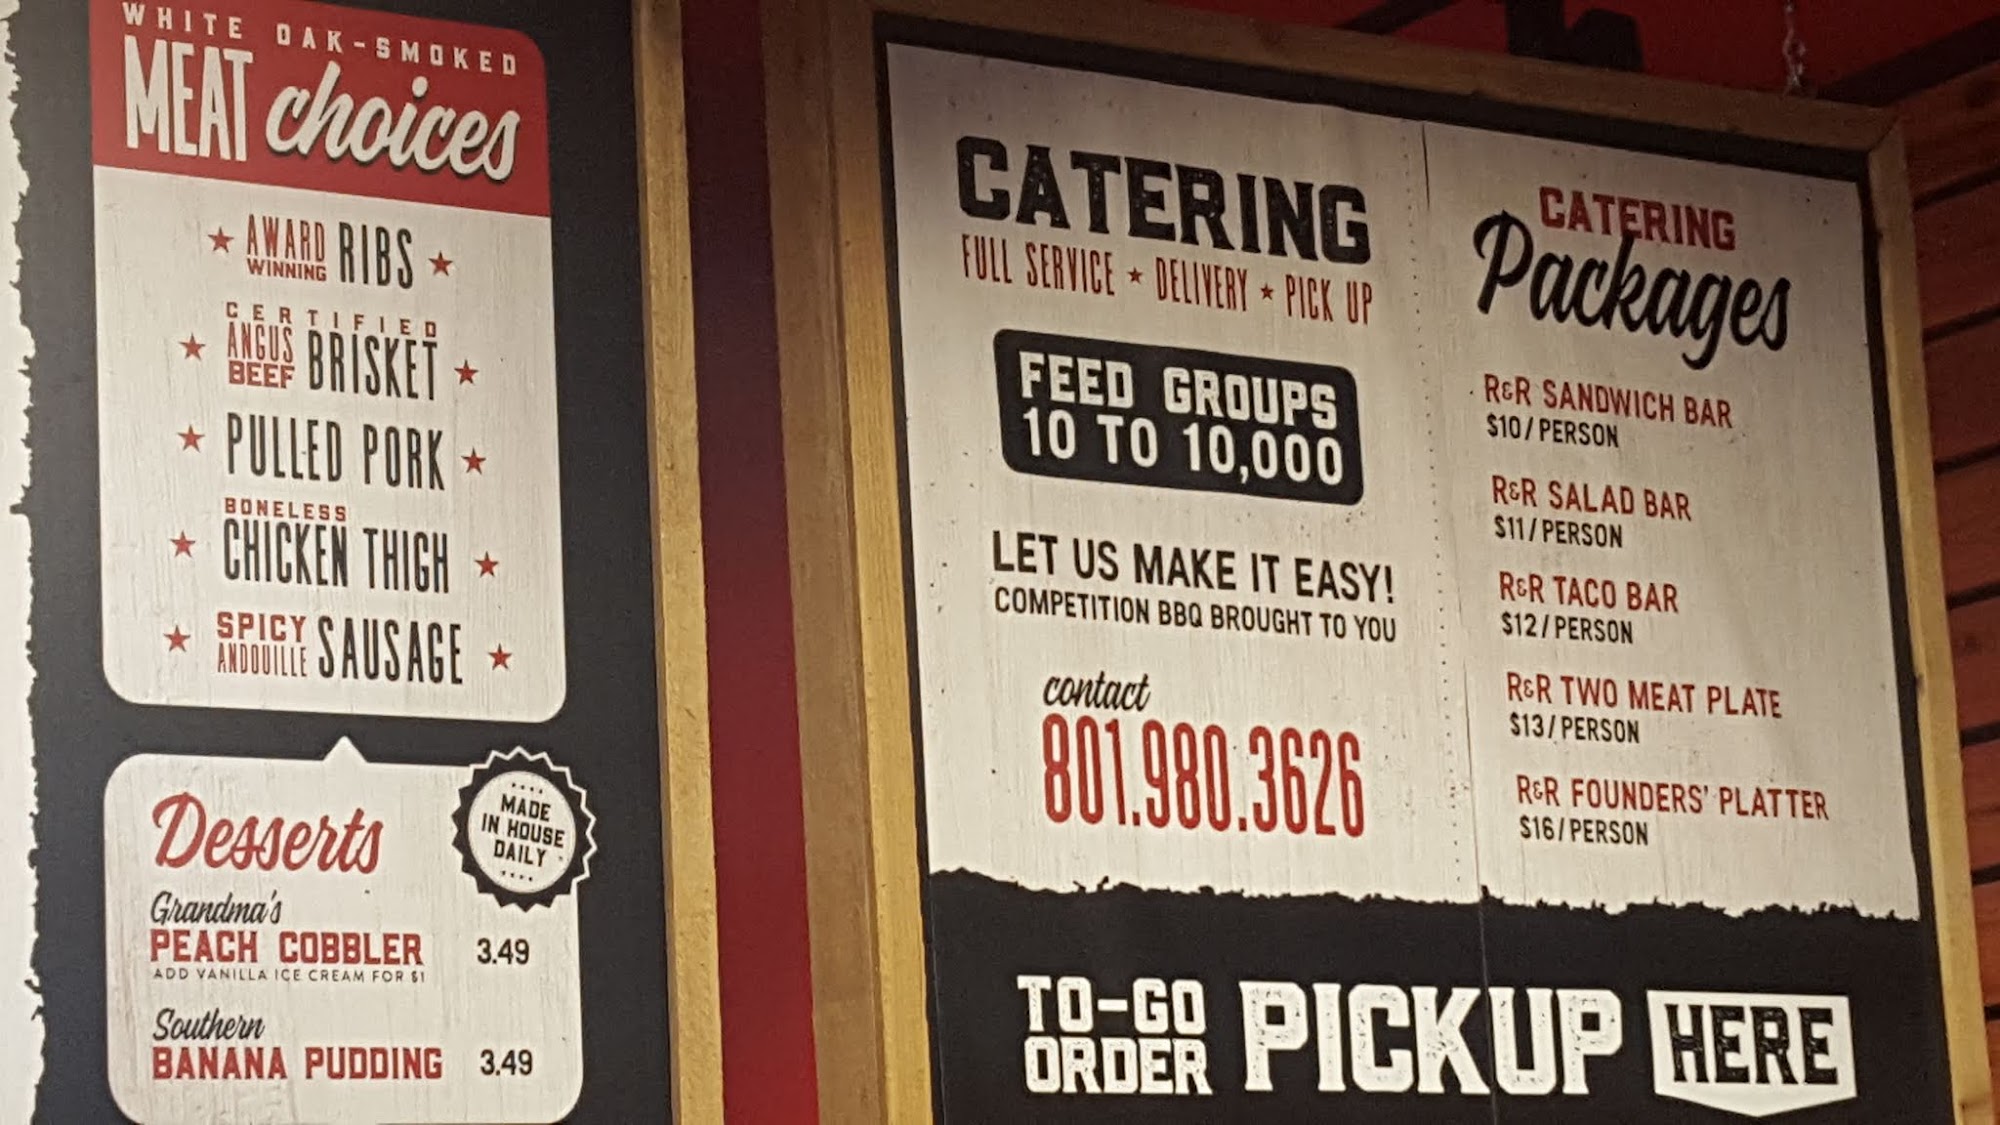 WHITE OAK-SMOKED
MEAT choices
AWARD WINNING RIBS
CERTIFIED
ANGUS BEEF BRISKET
PULLED PORK
BONELESS
CHICKEN THIGH
SPICY ANDOUILLE SAUSAGE
Desserts
MADE
IN HOUSE
DAILY
Grandma's
PEACH COBBLER 3.49
ADD VANILLA ICE CREAM FOR $1
Southern
BANANA PUDDING 3.49
CATERING
FULL SERVICE ★ DELIVERY ★ PICK UP
FEED GROUPS
10 TO 10,000
LET US MAKE IT EASY!
COMPETITION BBQ BROUGHT TO YOU
contact
801.980.3626
CATERING
Packages
R&R SANDWICH BAR
$10/PERSON
R&R SALAD BAR
$11/PERSON
R&R TACO BAR
$12/PERSON
R&R TWO MEAT PLATE
$13/PERSON
R&R FOUNDERS' PLATTER
$16/PERSON
TO-GO ORDER PICKUP HERE